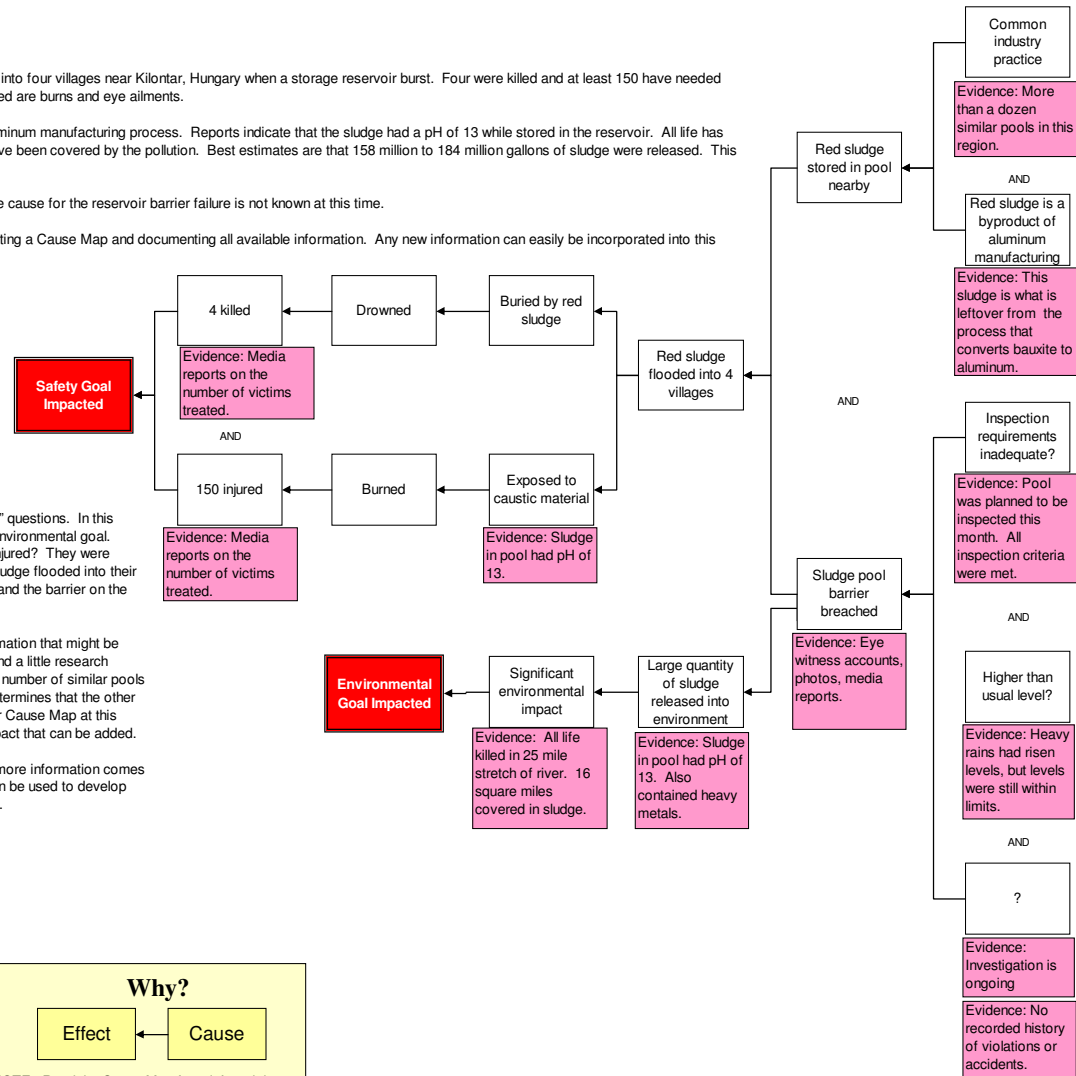 into four villages near Kilontar, Hungary when a storage reservoir burst. Four were killed and at least 150 have needed
ed are burns and eye ailments.
minum manufacturing process. Reports indicate that the sludge had a pH of 13 while stored in the reservoir. All life has
ve been covered by the pollution. Best estimates are that 158 million to 184 million gallons of sludge were released. This
e cause for the reservoir barrier failure is not known at this time.
ting a Cause Map and documenting all available information. Any new information can easily be incorporated into this
Safety Goal
Impacted
4 killed
Evidence: Media
reports on the
number of victims
treated.
AND
150 injured
Evidence: Media
reports on the
number of victims
treated.
Drowned
Burned
Buried by red
sludge
Exposed to
caustic material
Evidence: Sludge
in pool had pH of
13.
Red sludge
flooded into 4
villages
Red sludge
stored in pool
nearby
AND
Sludge pool
barrier
breached
Evidence: Eye
witness accounts,
photos, media
reports.
Common
industry
practice
Evidence: More
than a dozen
similar pools in this
region.
AND
Red sludge is a
byproduct of
aluminum
manufacturing
Evidence: This
sludge is what is
leftover from the
process that
converts bauxite to
aluminum.
Inspection
requirements
inadequate?
Evidence: Pool
was planned to be
inspected this
month. All
inspection criteria
were met.
AND
Higher than
usual level?
Evidence: Heavy
rains had risen
levels, but levels
were still within
limits.
AND
?
Evidence:
Investigation is
ongoing
Evidence: No
recorded history
of violations or
accidents.
Environmental
Goal Impacted
Significant
environmental
impact
Evidence: All life
killed in 25 mile
stretch of river. 16
square miles
covered in sludge.
Large quantity
of sludge
released into
environment
Evidence: Sludge
in pool had pH of
13. Also
contained heavy
metals.
" questions. In this
nvironmental goal.
jured? They were
udge flooded into their
and the barrier on the
mation that might be
nd a little research
number of similar pools
termines that the other
r Cause Map at this
pact that can be added.
more information comes
n be used to develop
Why?
Effect
Cause